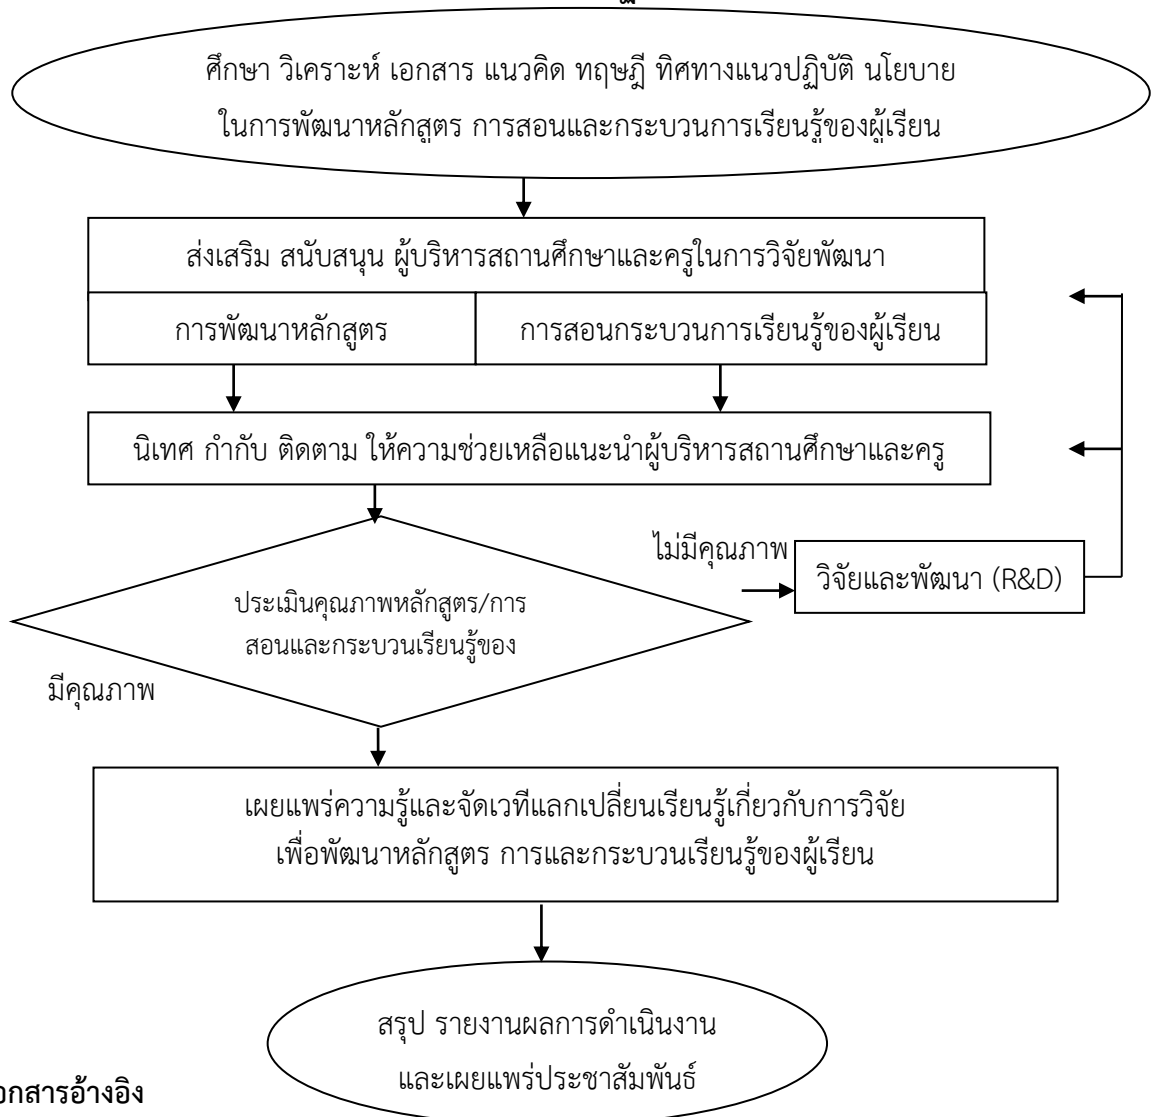 ศึกษา วิเคราะห์ เอกสาร แนวคิด ทฤษฎี ทิศทางแนวปฏิบัติ นโยบาย
ในการพัฒนาหลักสูตร การสอนและกระบวนการเรียนรู้ของผู้เรียน
ส่งเสริม สนับสนุน ผู้บริหารสถานศึกษาและครูในการวิจัยพัฒนา
การพัฒนาหลักสูตร
การสอนกระบวนการเรียนรู้ของผู้เรียน
นิเทศ กำกับ ติดตาม ให้ความช่วยเหลือแนะนำผู้บริหารสถานศึกษาและครู
ไม่มีคุณภาพ
วิจัยและพัฒนา (R&D)
ประเมินคุณภาพหลักสูตร/การ
สอนและกระบวนเรียนรู้ของ
มีคุณภาพ
เผยแพร่ความรู้และจัดเวทีแลกเปลี่ยนเรียนรู้เกี่ยวกับการวิจัย
เพื่อพัฒนาหลักสูตร การและกระบวนเรียนรู้ของผู้เรียน
สรุป รายงานผลการดำเนินงาน
และเผยแพร่ประชาสัมพันธ์
อกสารอ้างอิง